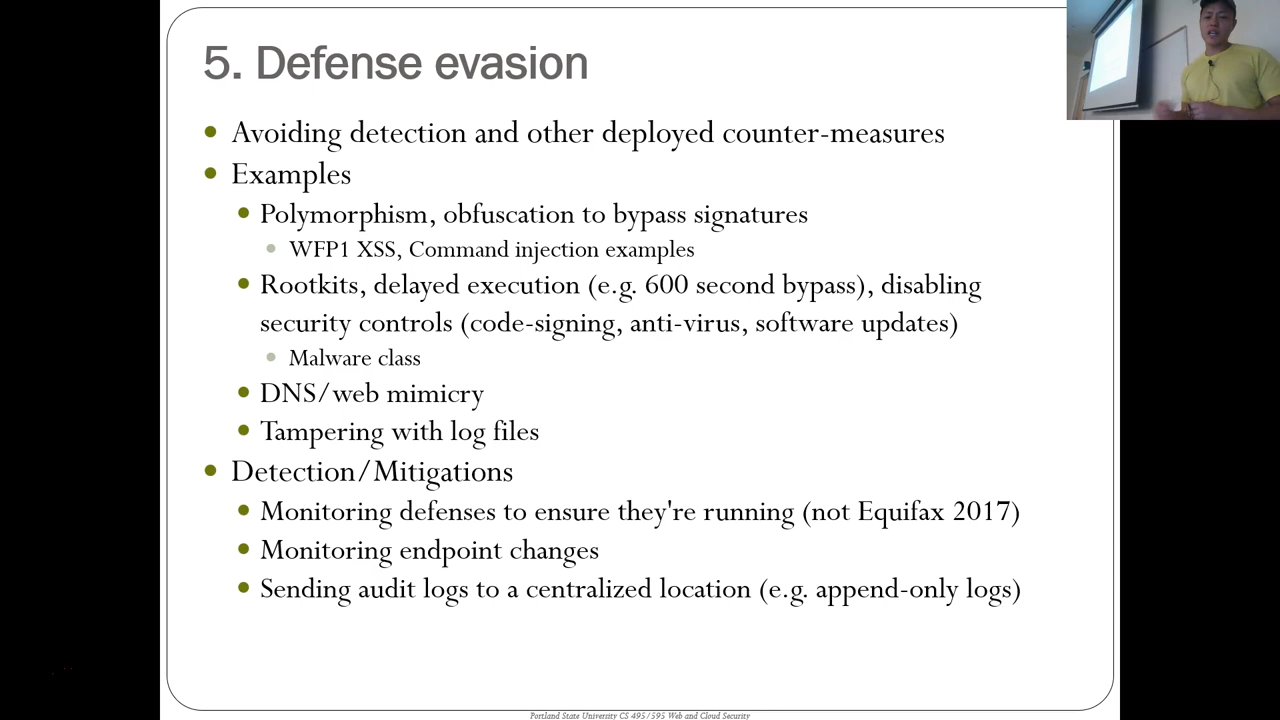 5. Defense evasion
Avoiding detection and other deployed counter-measures
Examples
Polymorphism, obfuscation to bypass signatures
WFP1 XSS, Command injection examples
Rootkits, delayed execution (e.g. 600 second bypass), disabling
security controls (code-signing, anti-virus, software updates)
Malware class
DNS/web mimicry
Tampering with log files
Detection/Mitigations
Monitoring defenses to ensure they're running (not Equifax 2017)
Monitoring endpoint changes
Sending audit logs to a centralized location (e.g. append-only logs)
Portland State University CS 495/595 Web and Cloud Security